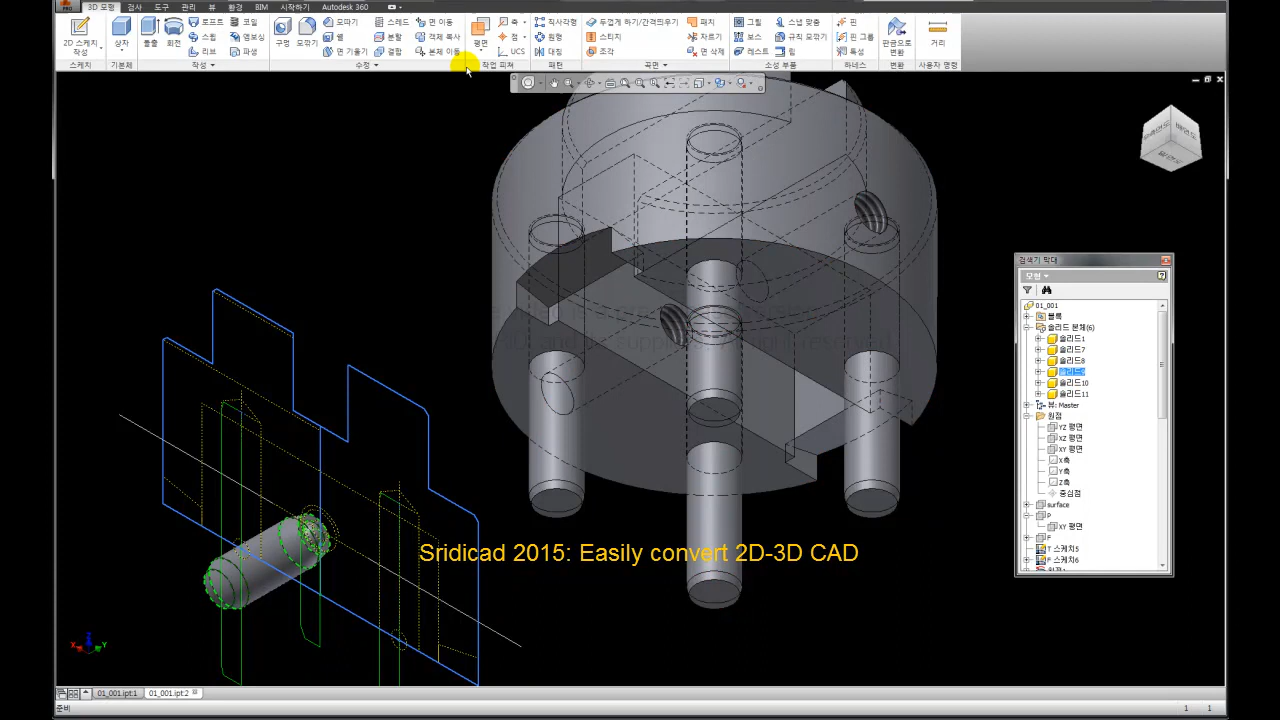 3D 모형 검사 도구 관리 뷰 환경 BIM 시작하기 Autodesk 360
2D 스케치 작성
상자
돌출
회전
로프트
스윕
리브
코일
엠보싱
파생
구멍
모깎기
모따기
쉘
면 기울기
스레드
분할
결합
면 이동
객체 복사
본체 이동
평면
축
점
UCS
직사각형
원형
대칭
두껍게 하기/간격띄우기
스티치
조각
패치
자르기
면 삭제
그릴
보스
레스트
스냅 맞춤
규칙 모깎기
립
핀
핀 그룹
특성
판금으로 변환
거리
스케치 기본체 작성 수정 작업 피쳐 패턴 곡면 소성 부품 하네스 변환 사용자 명령
검색기 막대
모형
01_001
블록
솔리드 본체(6)
솔리드1
솔리드7
솔리드8
솔리드9
솔리드10
솔리드11
뷰: Master
원점
YZ 평면
XZ 평면
XY 평면
X축
Y축
Z축
중심점
surface
P
XY 평면
F
T 스케치5
F 스케치6
Sridicad 2015: Easily convert 2D-3D CAD
X
Y
01_001.ipt:1 01_001.ipt:2
준비
1 1